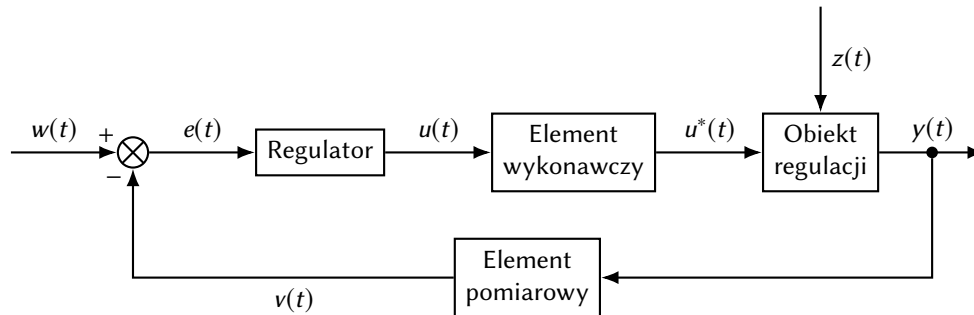 z(t)
w(t)
+
−
e(t)
Regulator
u(t)
Element
wykonawczy
u*(t)
Obiekt
regulacji
y(t)
Element
pomiarowy
v(t)